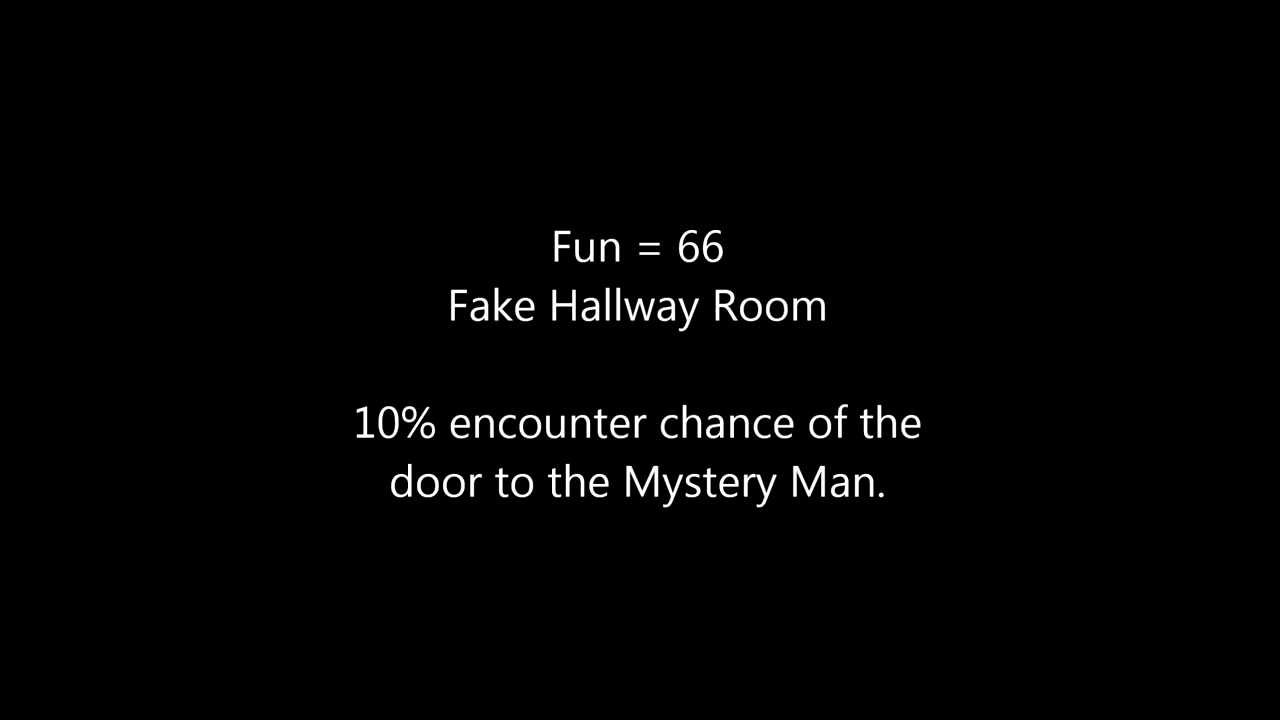 Fun = 66
Fake Hallway Room
10% encounter chance of the
door to the Mystery Man.